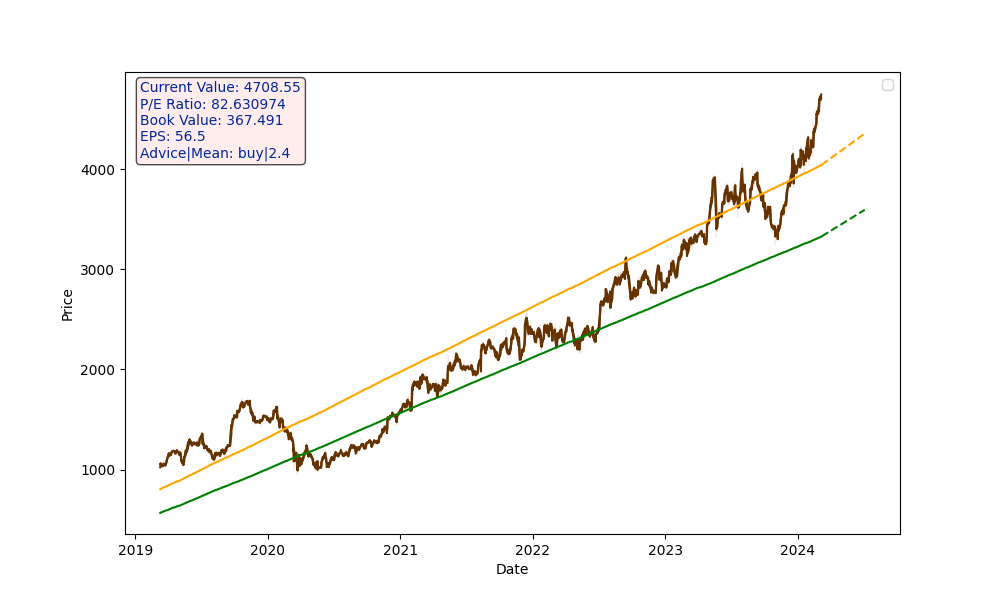 Current Value: 4708.55
P/E Ratio: 82.630974
Book Value: 367.491
EPS: 56.5
Advice|Mean: buy|2.4
4000
3000
2000
1000
Price
2019
2020
2021
2022
2023
2024
Date